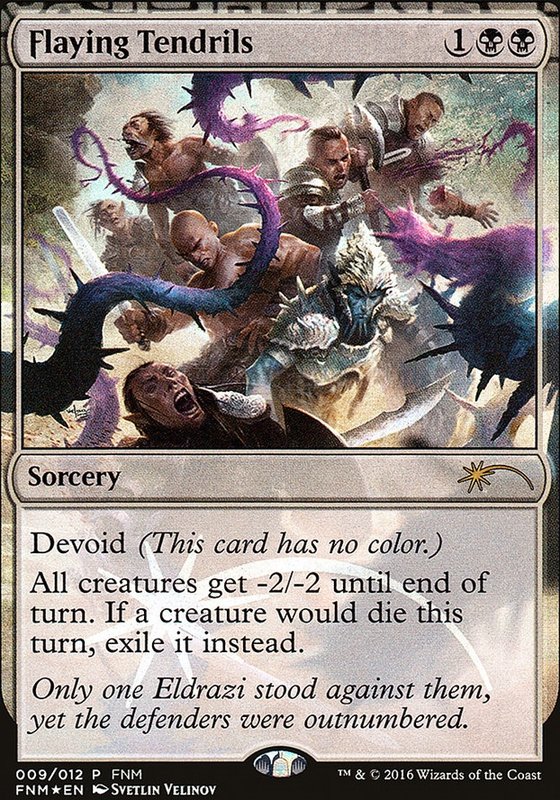 Flaying Tendrils 1
Sorcery
Devoid (This card has no color.)
All creatures get -2/-2 until end of
turn. If a creature would die this
turn, exile it instead.
Only one Eldrazi stood against them,
yet the defenders were outnumbered.
009/012 P FNM
FNM★EN Svetlin Velinov
™ & © 2016 Wizards of the Coast